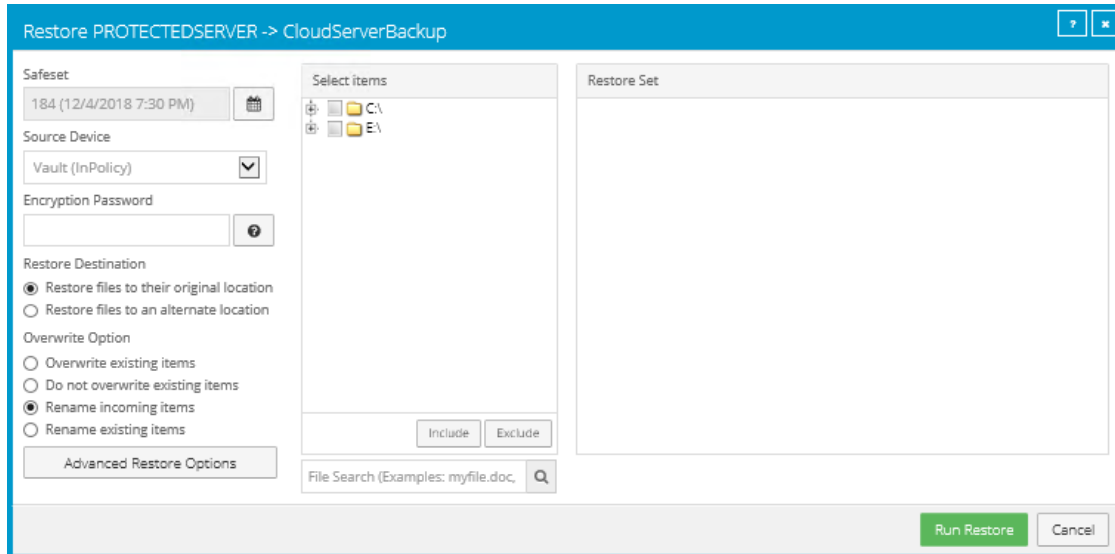 Restore PROTECTEDSERVER -> CloudServerBackup
?
Safeset
184 (12/4/2018 7:30 PM)
Source Device
Vault (InPolicy)
Encryption Password
?
Restore Destination
Restore files to their original location
Restore files to an alternate location
Overwrite Option
Overwrite existing items
Do not overwrite existing items
Rename incoming items
Rename existing items
Advanced Restore Options
Select items
C:\
E:\
Include Exclude
File Search (Examples: myfile.doc,
Restore Set
Run Restore Cancel